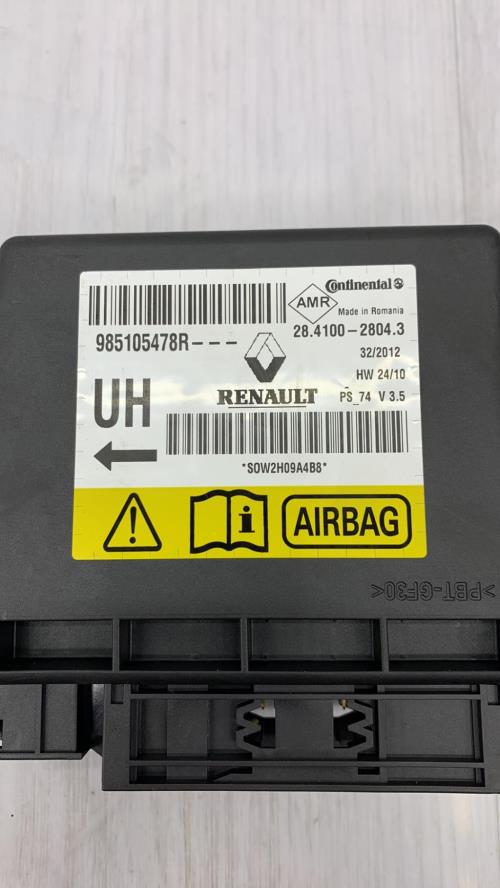 Continental
AMR
Made in Romania
985105478R---
28.4100-2804.3
32/2012
HW 24/10
UH
RENAULT
PS_74 V 3.5
*S0W2H09A4B8*
i
AIRBAG
>PBT-GF30<